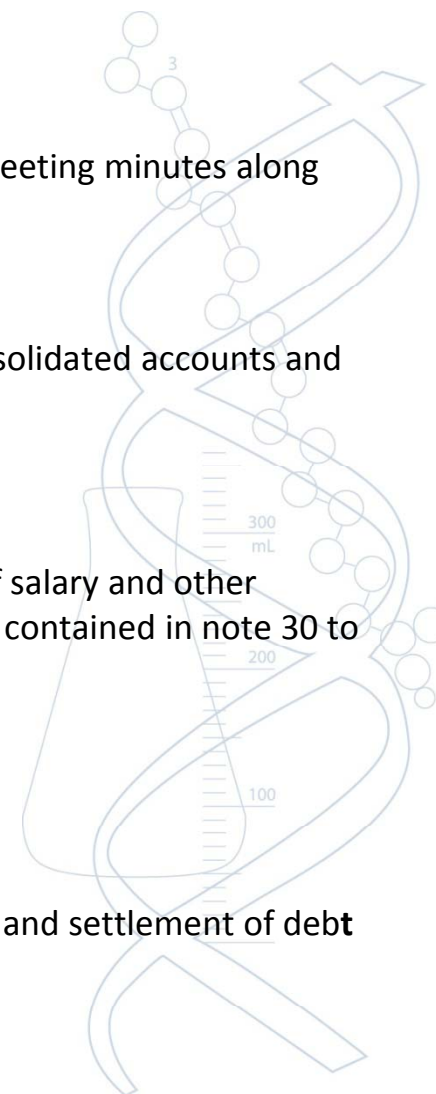 3
eeting minutes along
solidated accounts and
300
mL
f salary and other
contained in note 30 to
200
100
and settlement of debt